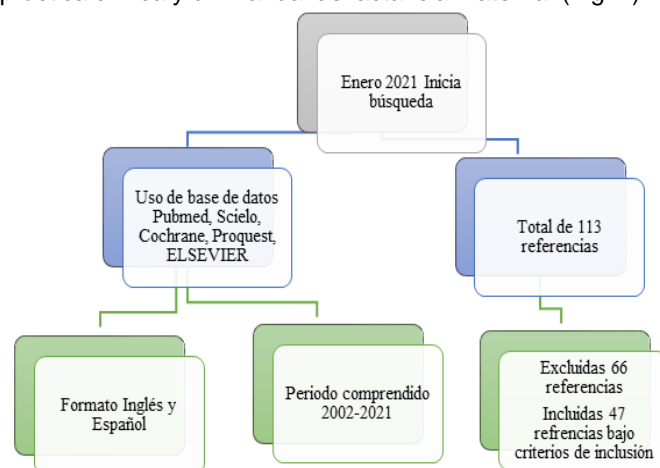 Enero 2021 Inicia
búsqueda
Uso de base de datos
Pubmed, Scielo,
Cochrane, Proquest,
ELSEVIER
Total de 113
referencias
Formato Inglés y
Español
Periodo comprendido
2002-2021
Excluidas 66
referencias
Incluidas 47
refrencias bajo
criterios de inclusión